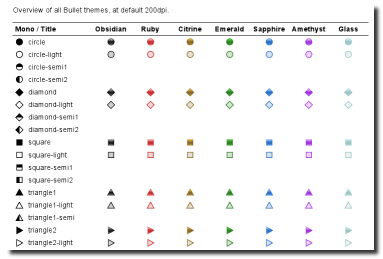 Overview of all Bullet themes, at default 200dpi.
Mono / Title Obsidian Ruby Citrine Emerald Sapphire Amethyst Glass
circle
circle-light
circle-semi1
circle-semi2
diamond
diamond-light
diamond-semi1
diamond-semi2
square
square-light
square-semi1
square-semi2
triangle1
triangle1-light
triangle1-semi
triangle2
triangle2-light